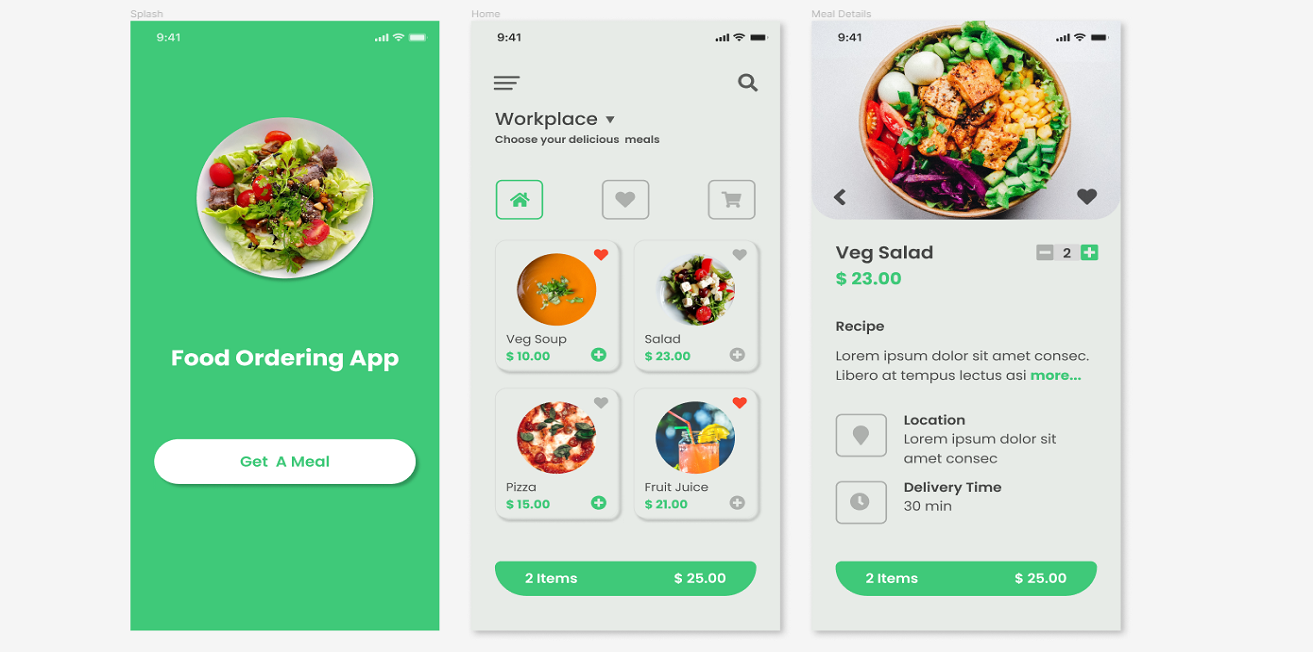 Splash
9:41
Food Ordering App
Get A Meal
Home
9:41
Workplace
Choose your delicious meals
Veg Soup
$ 10.00
Salad
$ 23.00
Pizza
$ 15.00
Fruit Juice
$ 21.00
2 Items $ 25.00
Meal Details
9:41
Veg Salad
2
$ 23.00
Recipe
Lorem ipsum dolor sit amet consec.
Libero at tempus lectus asi more...
Location
Lorem ipsum dolor sit
amet consec
Delivery Time
30 min
2 Items $ 25.00